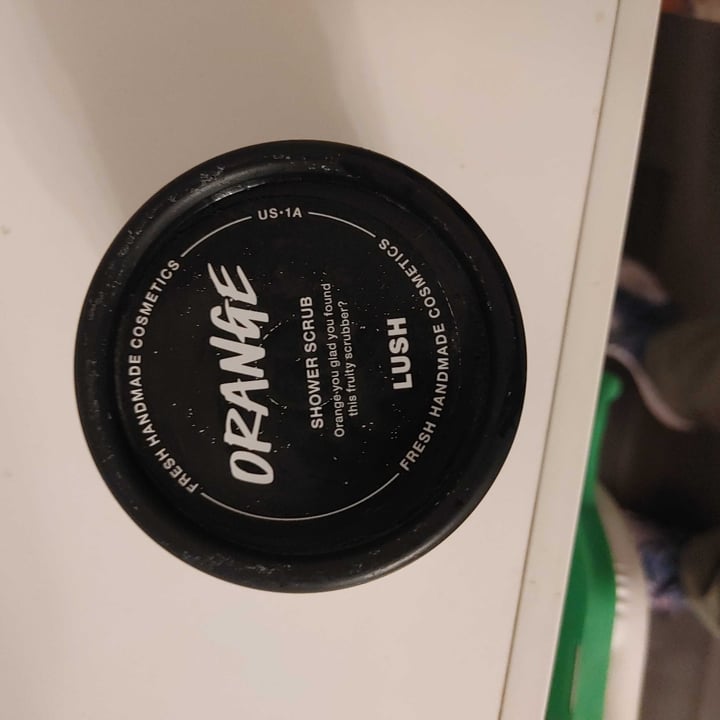 FRESH HANDMADE COSMETICS
US•1A
ORANGE
SHOWER SCRUB
Orange-you glad you found
this fruity scrubber?
LUSH
FRESH HANDMADE COSMETICS